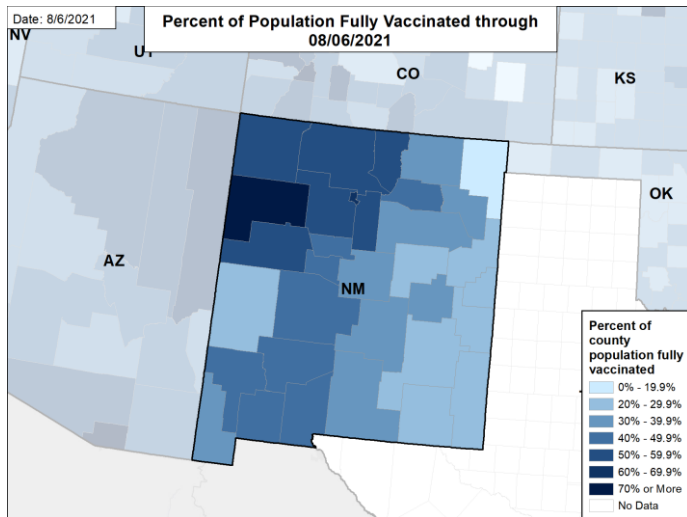 Date: 8/6/2021
Percent of Population Fully Vaccinated through
08/06/2021
NV
UT
CO
KS
OK
AZ
NM
Percent of
county
population fully
vaccinated
0% - 19.9%
20% - 29.9%
30% - 39.9%
40% - 49.9%
50% - 59.9%
60% - 69.9%
70% or More
No Data